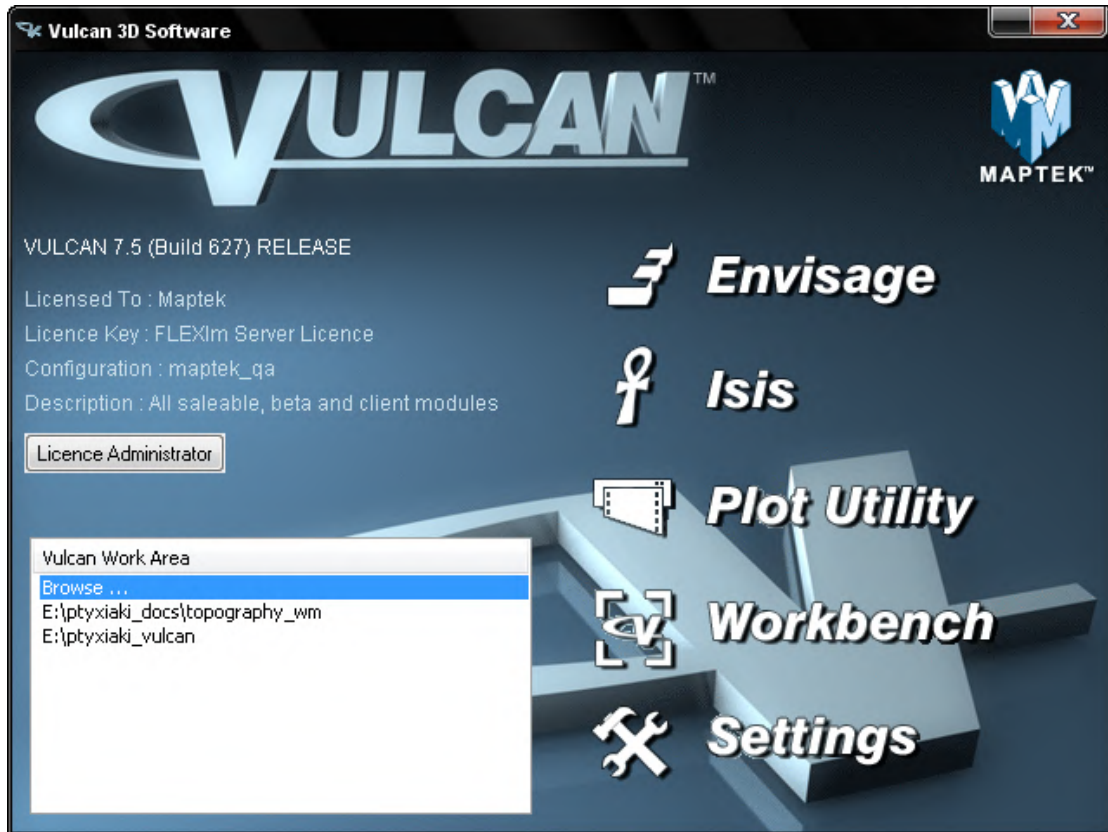 Vulcan 3D Software
VULCAN™
MAPTEK™
VULCAN 7.5 (Build 627) RELEASE
Licensed To : Maptek
Licence Key : FLEXlm Server Licence
Configuration : maptek_qa
Description : All saleable, beta and client modules
Licence Administrator
Vulcan Work Area
Browse ...
E:\ptyxiaki_docs\topography_wm
E:\ptyxiaki_vulcan
Envisage
Isis
Plot Utility
Workbench
Settings